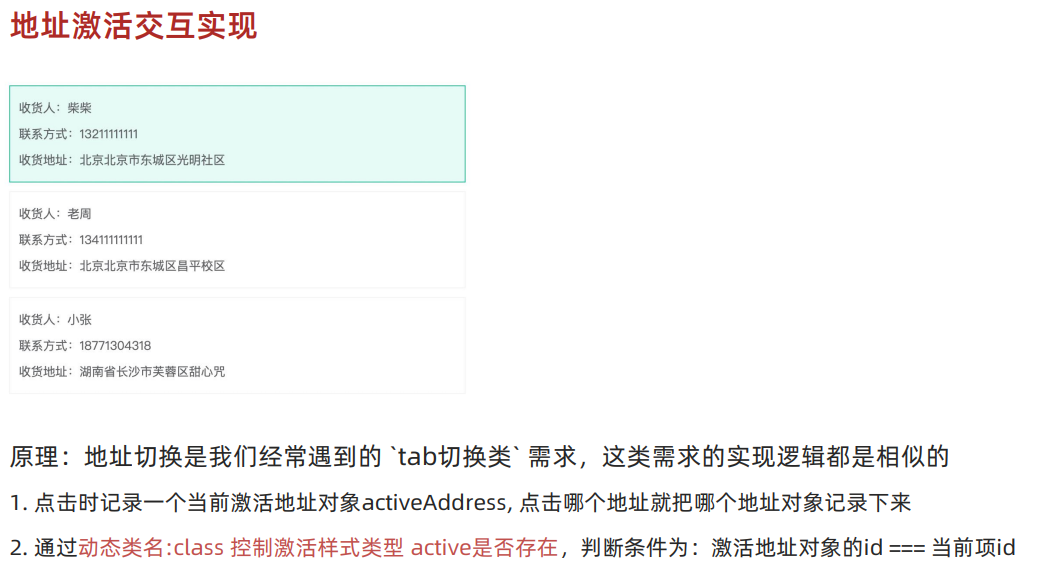 地址激活交互实现
收货人：柴柴
联系方式：13211111111
收货地址：北京北京市东城区光明社区
收货人：老周
联系方式：134111111111
收货地址：北京北京市东城区昌平校区
收货人：小张
联系方式：18771304318
收货地址：湖南省长沙市芙蓉区甜心咒
原理：地址切换是我们经常遇到的 `tab切换类` 需求，这类需求的实现逻辑都是相似的
1. 点击时记录一个当前激活地址对象activeAddress, 点击哪个地址就把哪个地址对象记录下来
2. 通过动态类名:class 控制激活样式类型 active是否存在，判断条件为：激活地址对象的id === 当前项id